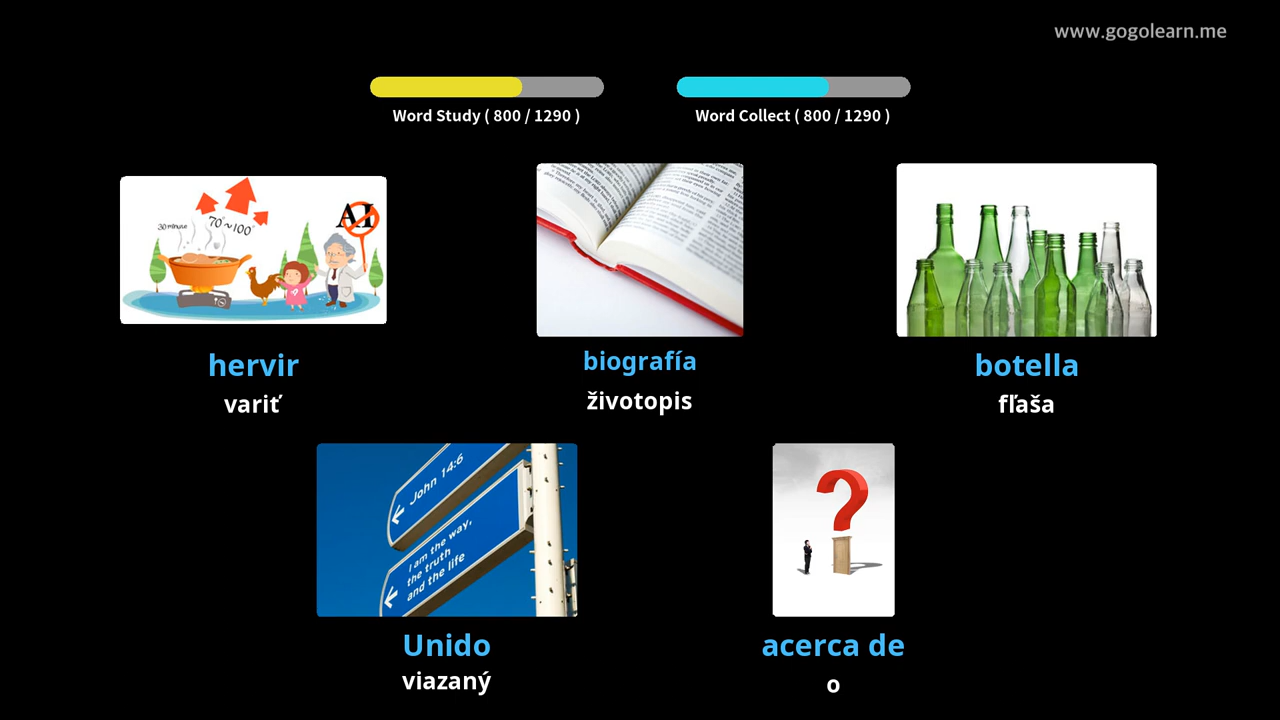 www.gogolearn.me
Word Study ( 800 / 1290 )
Word Collect ( 800 / 1290 )
30 minute
70°~100°
AI
hervir
variť
biografía
životopis
botella
fľaša
John 14:6
I am the way,
the truth
and the life
Unido
viazaný
?
acerca de
o